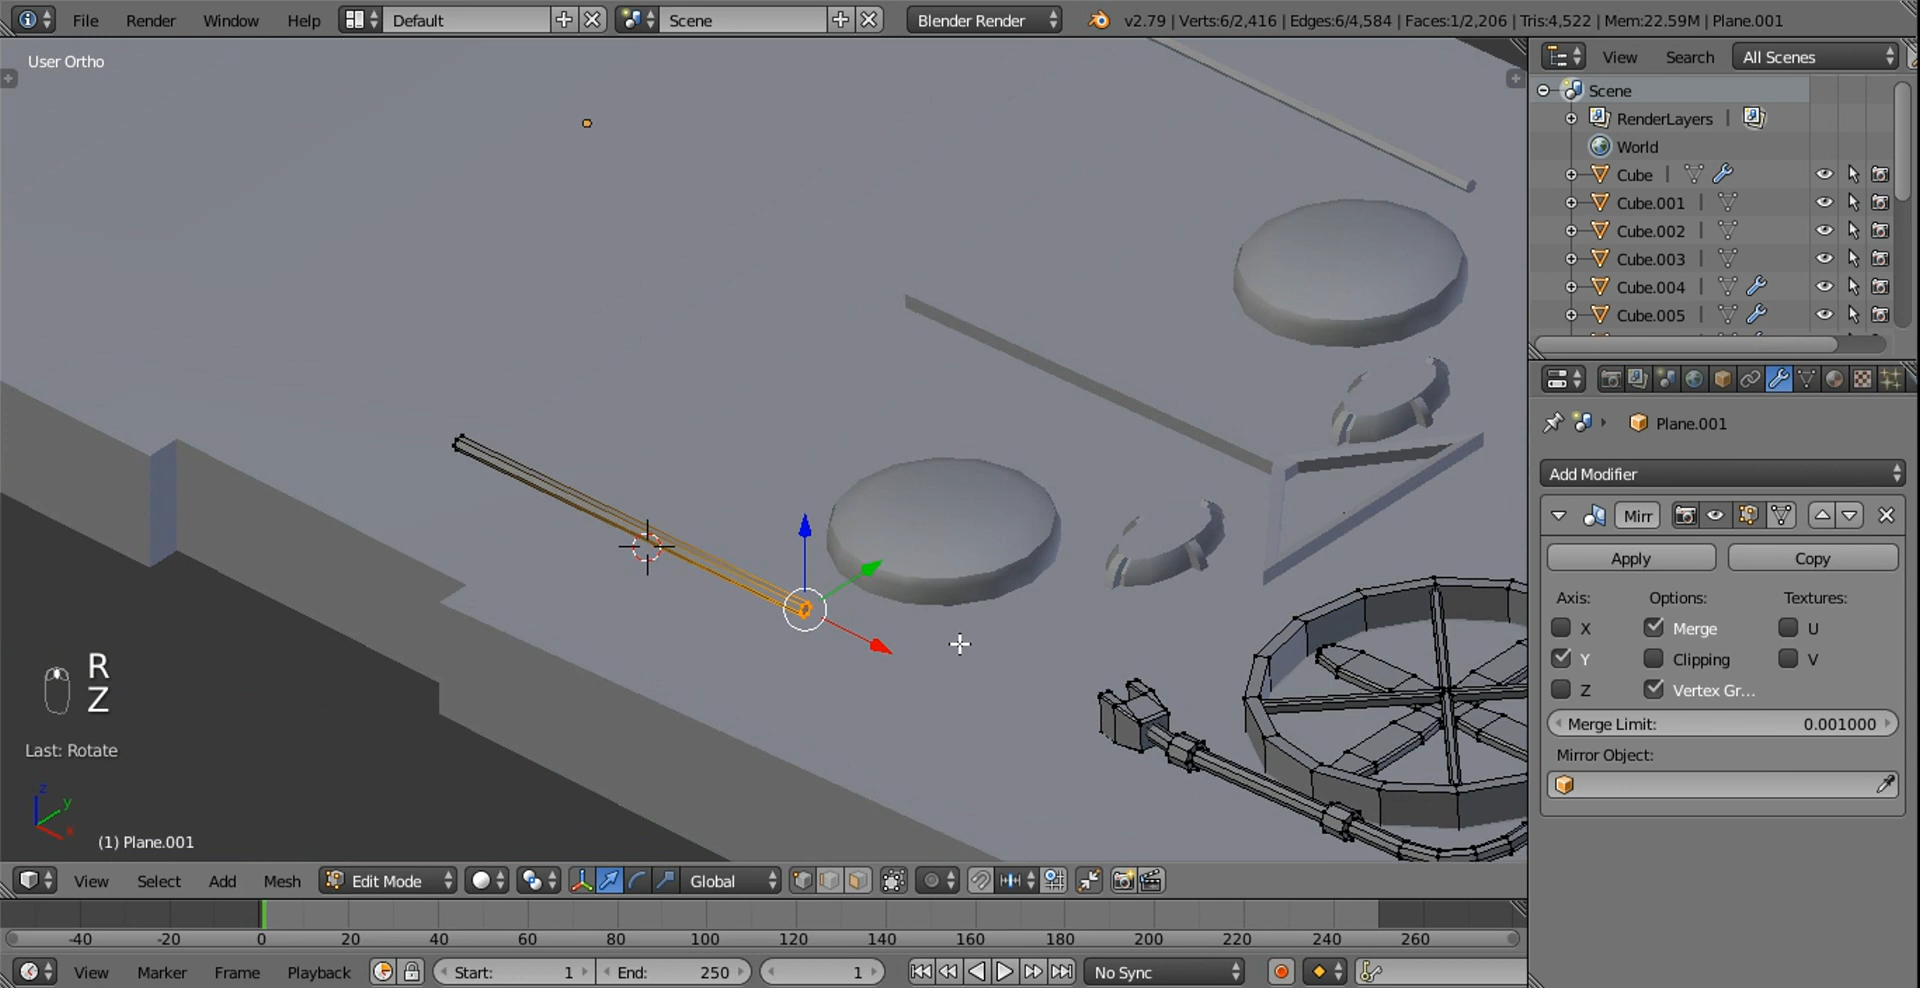 File Render Window Help Default Scene Blender Render v2.79 | Verts:6/2,416 | Edges:6/4,584 | Faces:1/2,206 | Tris:4,522 | Mem:22.59M | Plane.001
User Ortho
View Search All Scenes
Scene
RenderLayers
World
Cube
Cube.001
Cube.002
Cube.003
Cube.004
Cube.005
Plane.001
Add Modifier
Mirr
Apply Copy
Axis: Options: Textures:
X Merge U
Y Clipping V
Z Vertex Gr...
Merge Limit: 0.001000
Mirror Object:
R
Z
Last: Rotate
z
y
x
(1) Plane.001
View Select Add Mesh Edit Mode Global
-40 -20 0 20 40 60 80 100 120 140 160 180 200 220 240 260
View Marker Frame Playback Start: 1 End: 250 1 No Sync